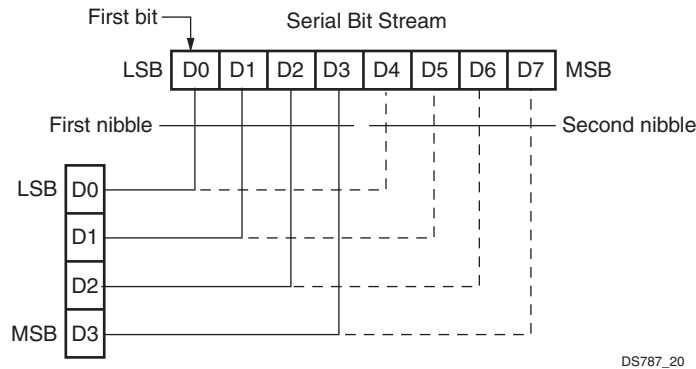 First bit
Serial Bit Stream
LSB D0 D1 D2 D3 D4 D5 D6 D7 MSB
First nibble
Second nibble
LSB D0
D1
D2
MSB D3
DS787_20